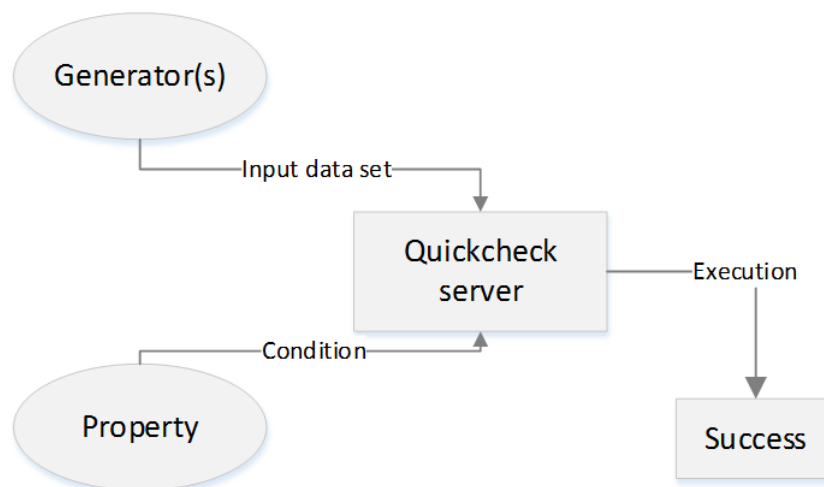 Generator(s)
Input data set
Quickcheck
server
Execution
Condition
Property
Success